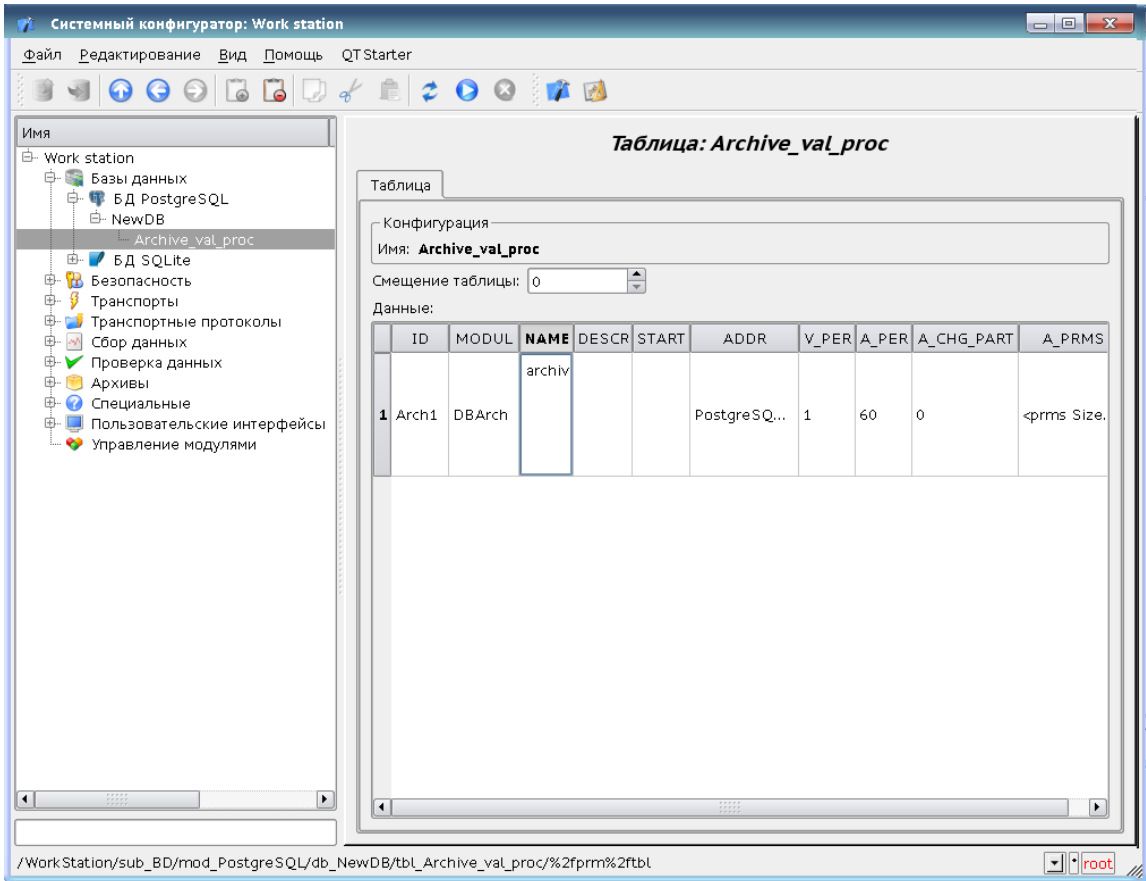 Системный конфигуратор: Work station
Файл Редактирование Вид Помощь QTStarter
Имя
Work station
Базы данных
БД PostgreSQL
NewDB
Archive_val_proc
БД SQLite
Безопасность
Транспорты
Транспортные протоколы
Сбор данных
Проверка данных
Архивы
Специальные
Пользовательские интерфейсы
Управление модулями
Таблица: Archive_val_proc
Таблица
Конфигурация
Имя: Archive_val_proc
Смещение таблицы: 0
Данные:
ID MODUL NAME DESCR START ADDR V_PER A_PER A_CHG_PART A_PRMS
1 Arch1 DBArch archiv PostgreSQ... 1 60 0 <prms Size.
/WorkStation/sub_BD/mod_PostgreSQL/db_NewDB/tbl_Archive_val_proc/%2fprm%2ftbl
* root